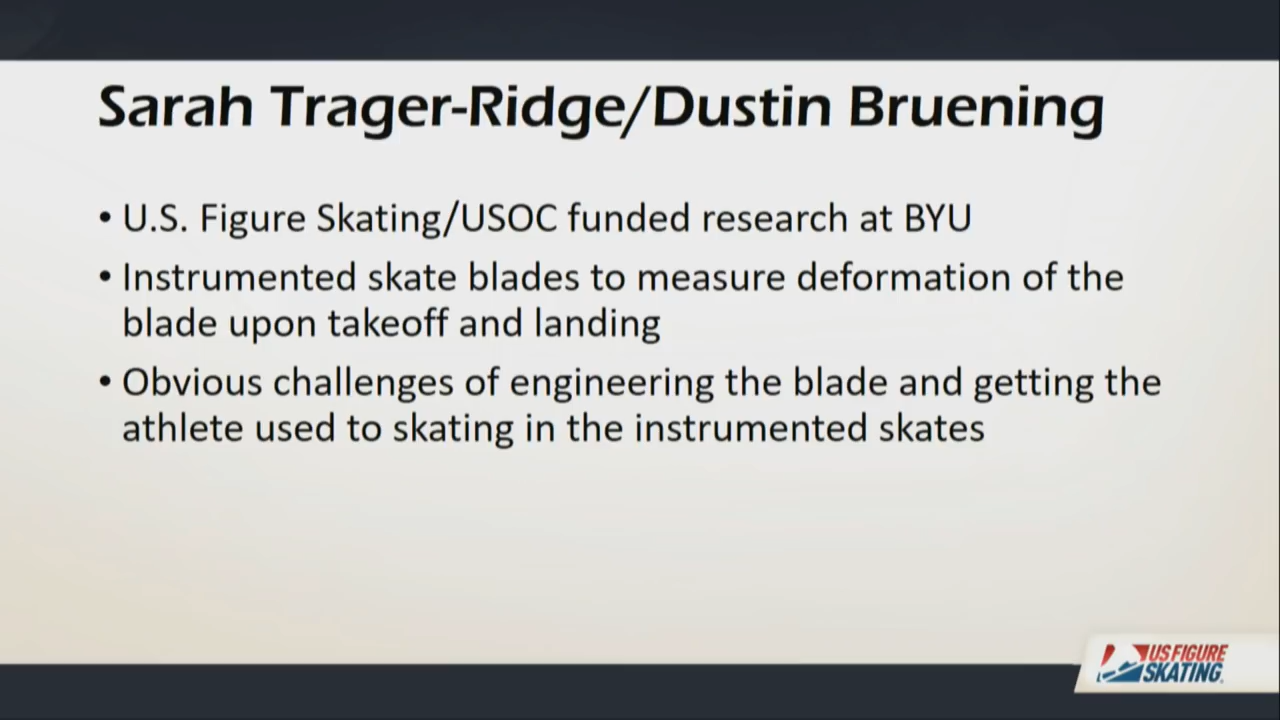 Sarah Trager-Ridge/Dustin Bruening
• U.S. Figure Skating/USOC funded research at BYU
• Instrumented skate blades to measure deformation of the
blade upon takeoff and landing
• Obvious challenges of engineering the blade and getting the
athlete used to skating in the instrumented skates
US FIGURE
SKATING